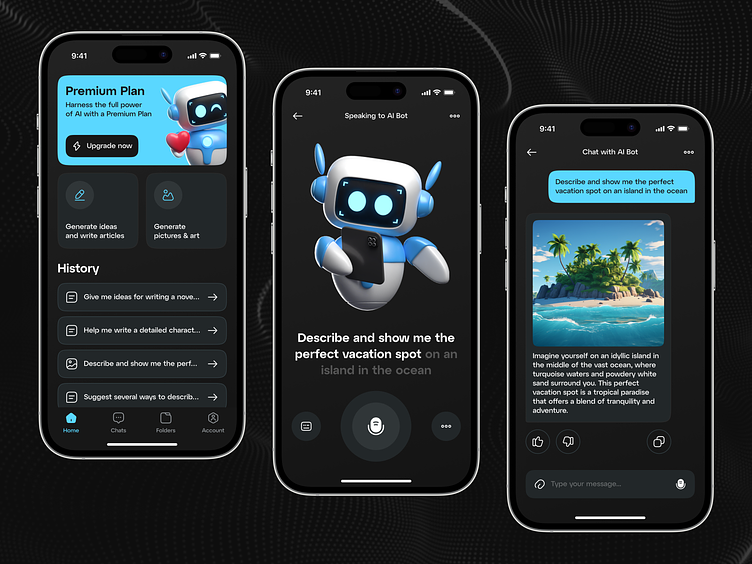 9:41
Premium Plan
Harness the full power
of AI with a Premium Plan
Upgrade now
Generate ideas
and write articles
Generate
pictures & art
History
Give me ideas for writing a nove...
Help me write a detailed charact...
Describe and show me the perf...
Suggest several ways to describ...
Home
Chats
Folders
Account
9:41
Speaking to AI Bot
Describe and show me the
perfect vacation spot on an
island in the ocean
9:41
Chat with AI Bot
Describe and show me the perfect
vacation spot on an island in the ocean
Imagine yourself on an idyllic island in
the middle of the vast ocean, where
turquoise waters and powdery white
sand surround you. This perfect
vacation spot is a tropical paradise
that offers a blend of tranquility and
adventure.
Type your message...